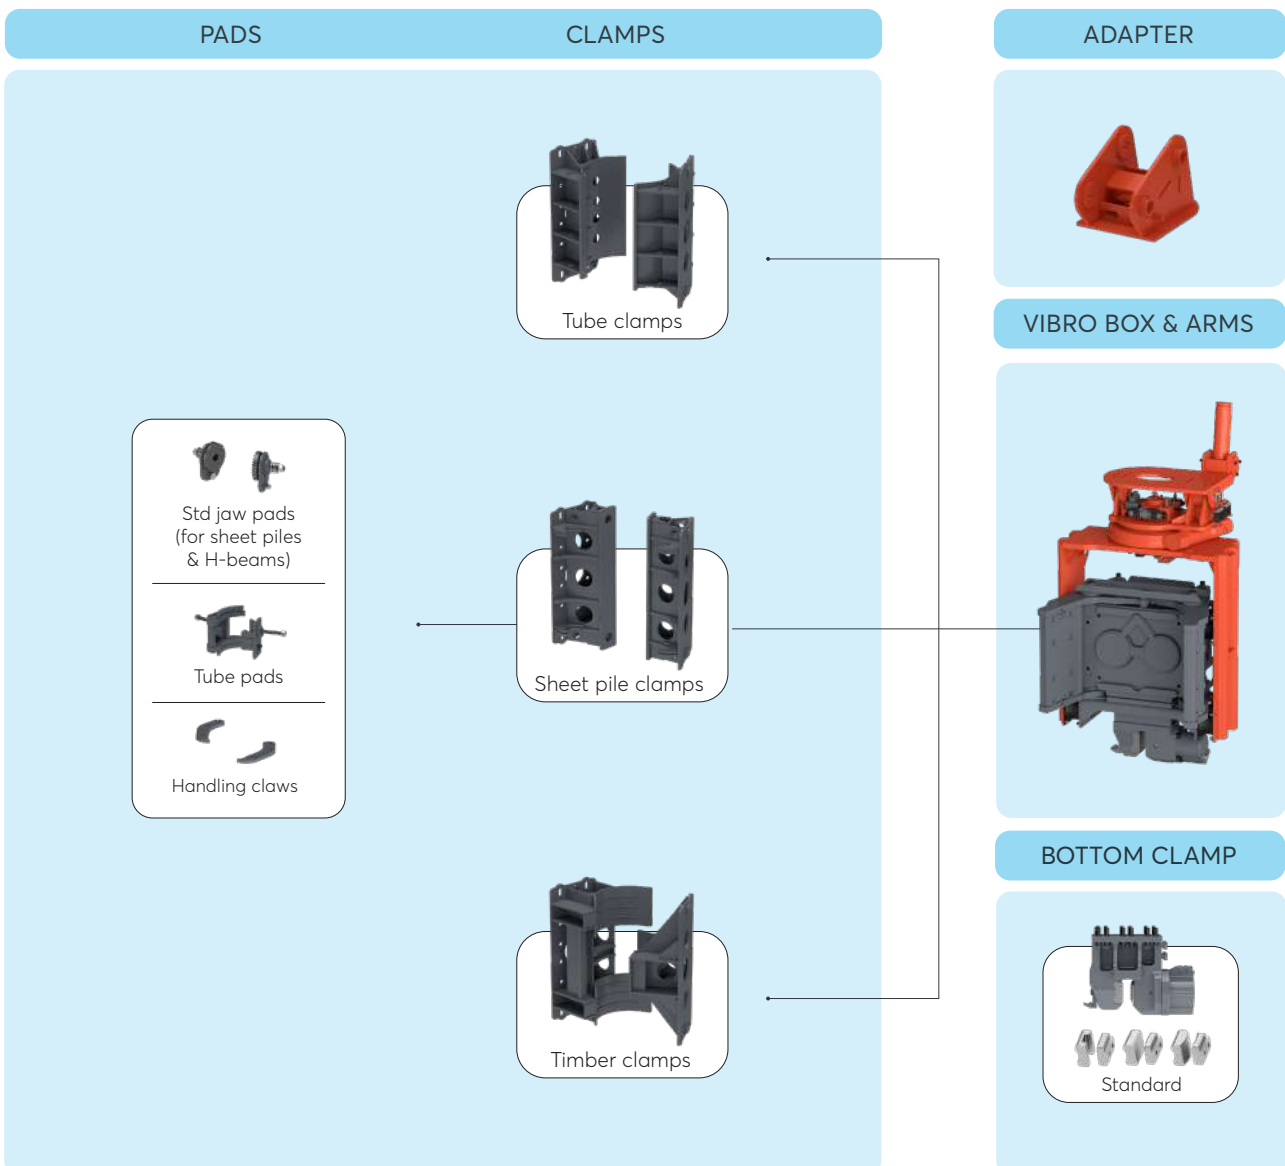 PADS
CLAMPS
ADAPTER
Tube clamps
VIBRO BOX & ARMS
Std jaw pads
(for sheet piles
& H-beams)
Tube pads
Handling claws
Sheet pile clamps
BOTTOM CLAMP
Timber clamps
Standard